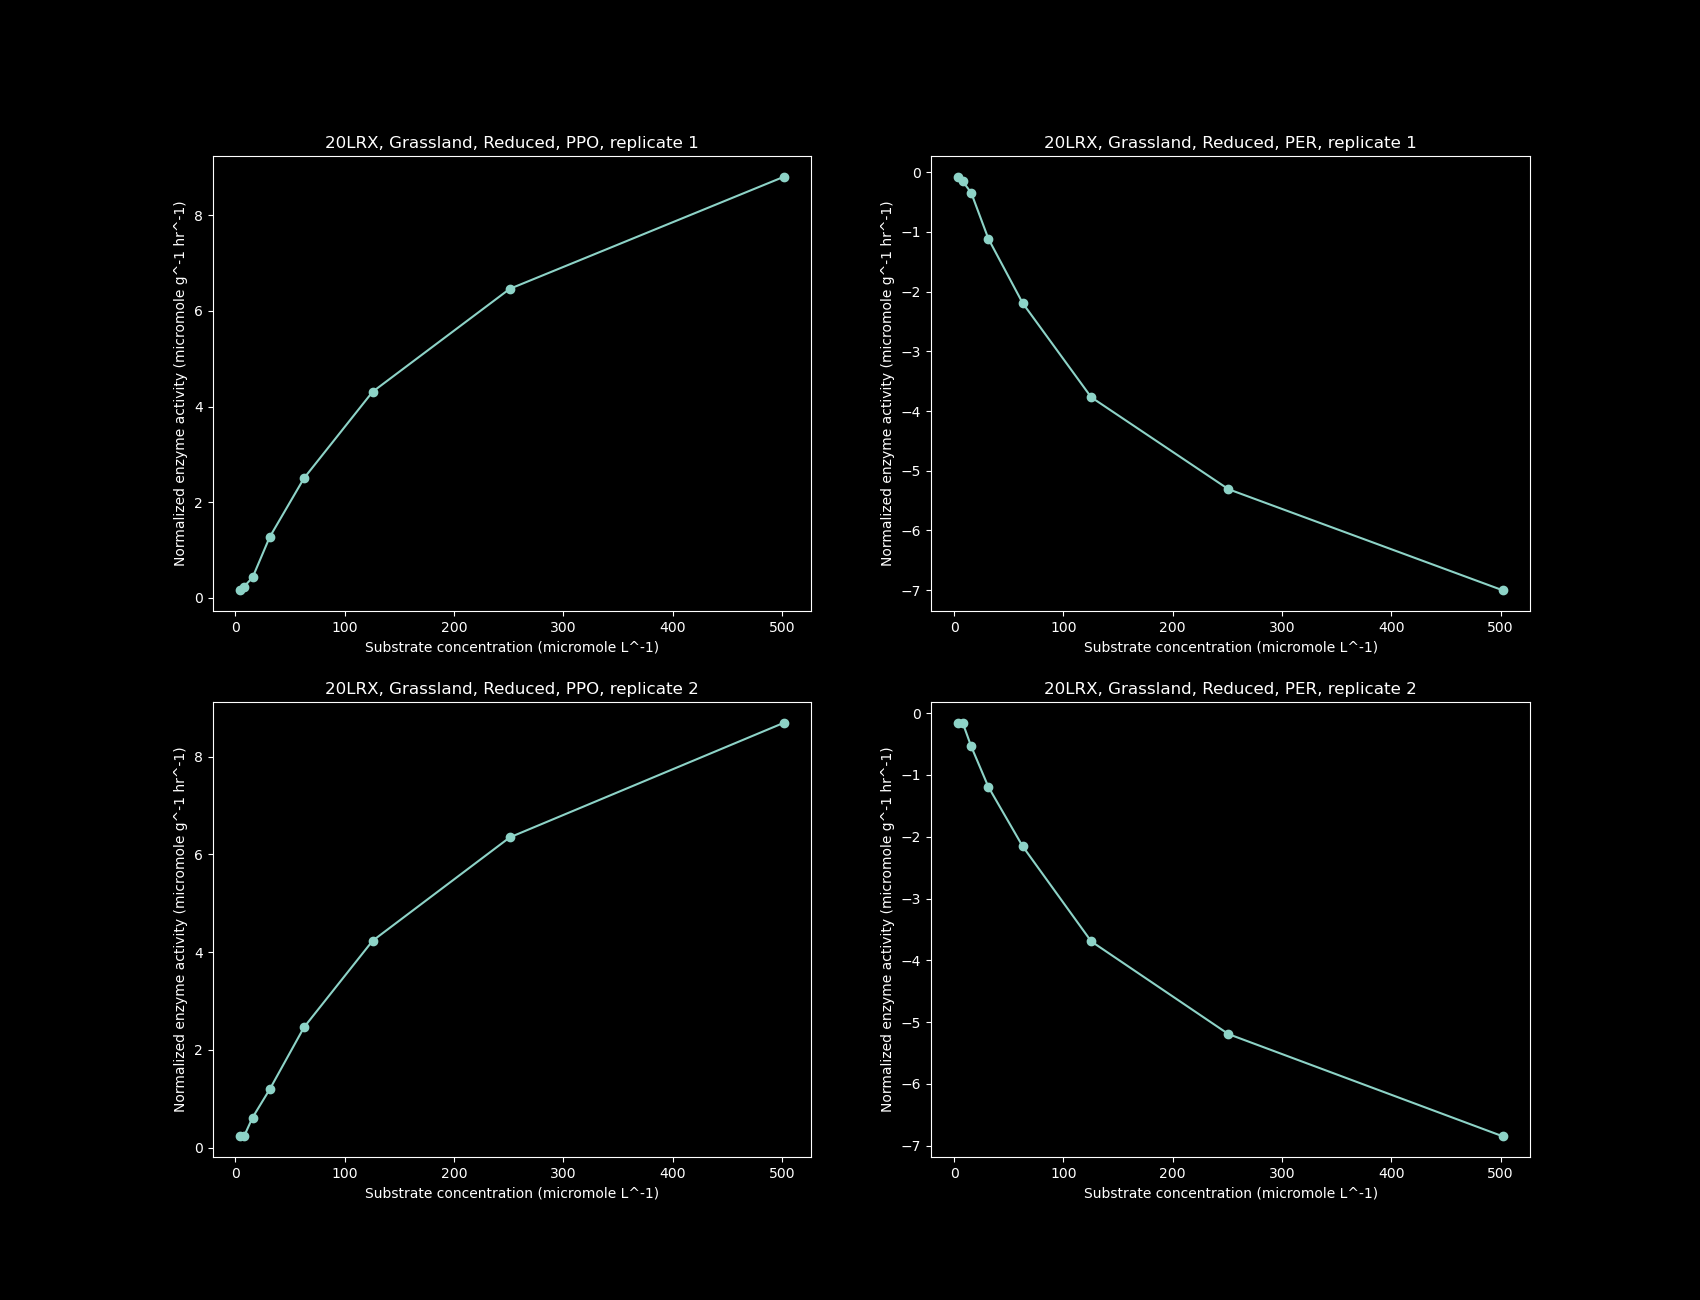 20LRX, Grassland, Reduced, PPO, replicate 1
Normalized enzyme activity (micromole g^-1 hr^-1)
8
6
4
2
0
0 100 200 300 400 500
Substrate concentration (micromole L^-1)
20LRX, Grassland, Reduced, PER, replicate 1
Normalized enzyme activity (micromole g^-1 hr^-1)
0
−1
−2
−3
−4
−5
−6
−7
0 100 200 300 400 500
Substrate concentration (micromole L^-1)
20LRX, Grassland, Reduced, PPO, replicate 2
Normalized enzyme activity (micromole g^-1 hr^-1)
8
6
4
2
0
0 100 200 300 400 500
Substrate concentration (micromole L^-1)
20LRX, Grassland, Reduced, PER, replicate 2
Normalized enzyme activity (micromole g^-1 hr^-1)
0
−1
−2
−3
−4
−5
−6
−7
0 100 200 300 400 500
Substrate concentration (micromole L^-1)